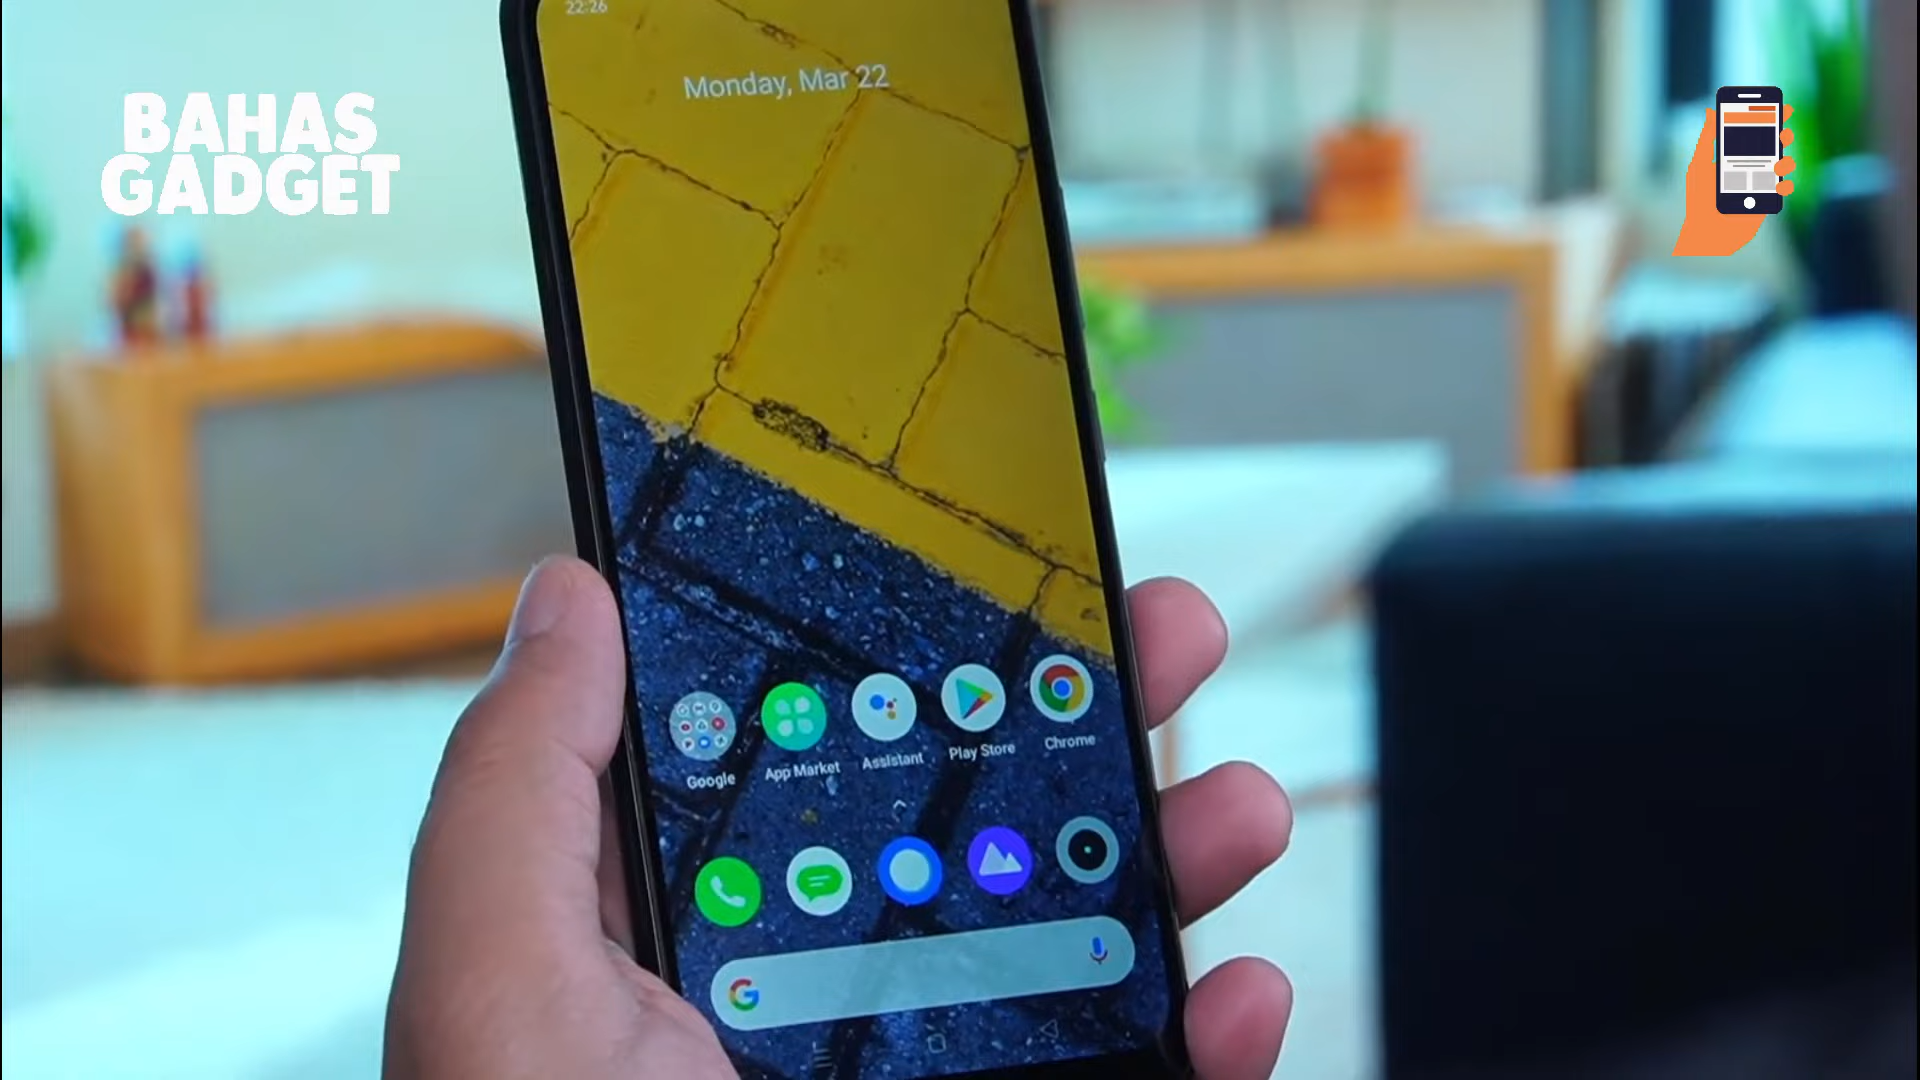 22:26
Monday, Mar 22
BAHAS
GADGET
Google
App Market
Assistant
Play Store
Chrome
G